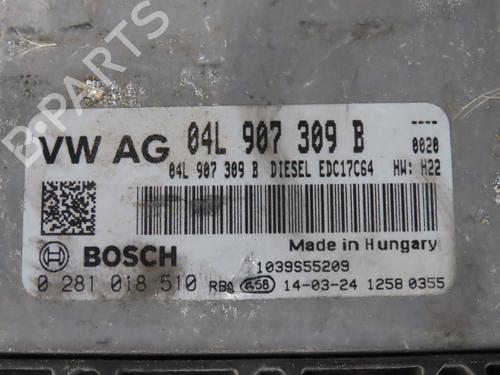 B-PARTS
VW AG 04L 907 309 B ----
0020
04L 907 309 B DIESEL EDC17C64 HW: H22
BOSCH
Made in Hungary
1039S55209
0 281 018 510 RBQ GSB 14-03-24 1258 0355